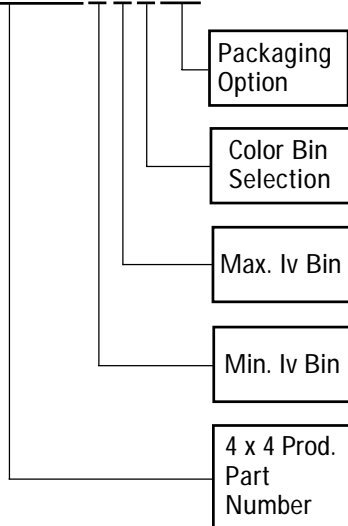 Packaging
Option
Color Bin
Selection
Max. Iv Bin
Min. Iv Bin
4 x 4 Prod.
Part
Number